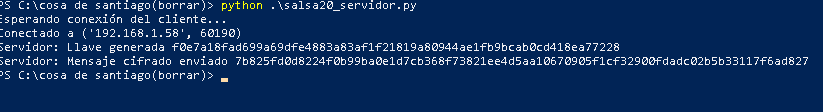 PS C:\cosa de santiago(borrar)> python .\salsa20_servidor.py
Esperando conexión del cliente...
Conectado a ('192.168.1.58', 60190)
Servidor: Llave generada f0e7a18fad699a69dfe4883a83af1f21819a80944ae1fb9bcab0cd418ea77228
Servidor: Mensaje cifrado enviado 7b825fd0d8224f0b99ba0e1d7cb368f73821ee4d5aa10670905f1cf32900fdadc02b5b33117f6ad827
PS C:\cosa de santiago(borrar)>